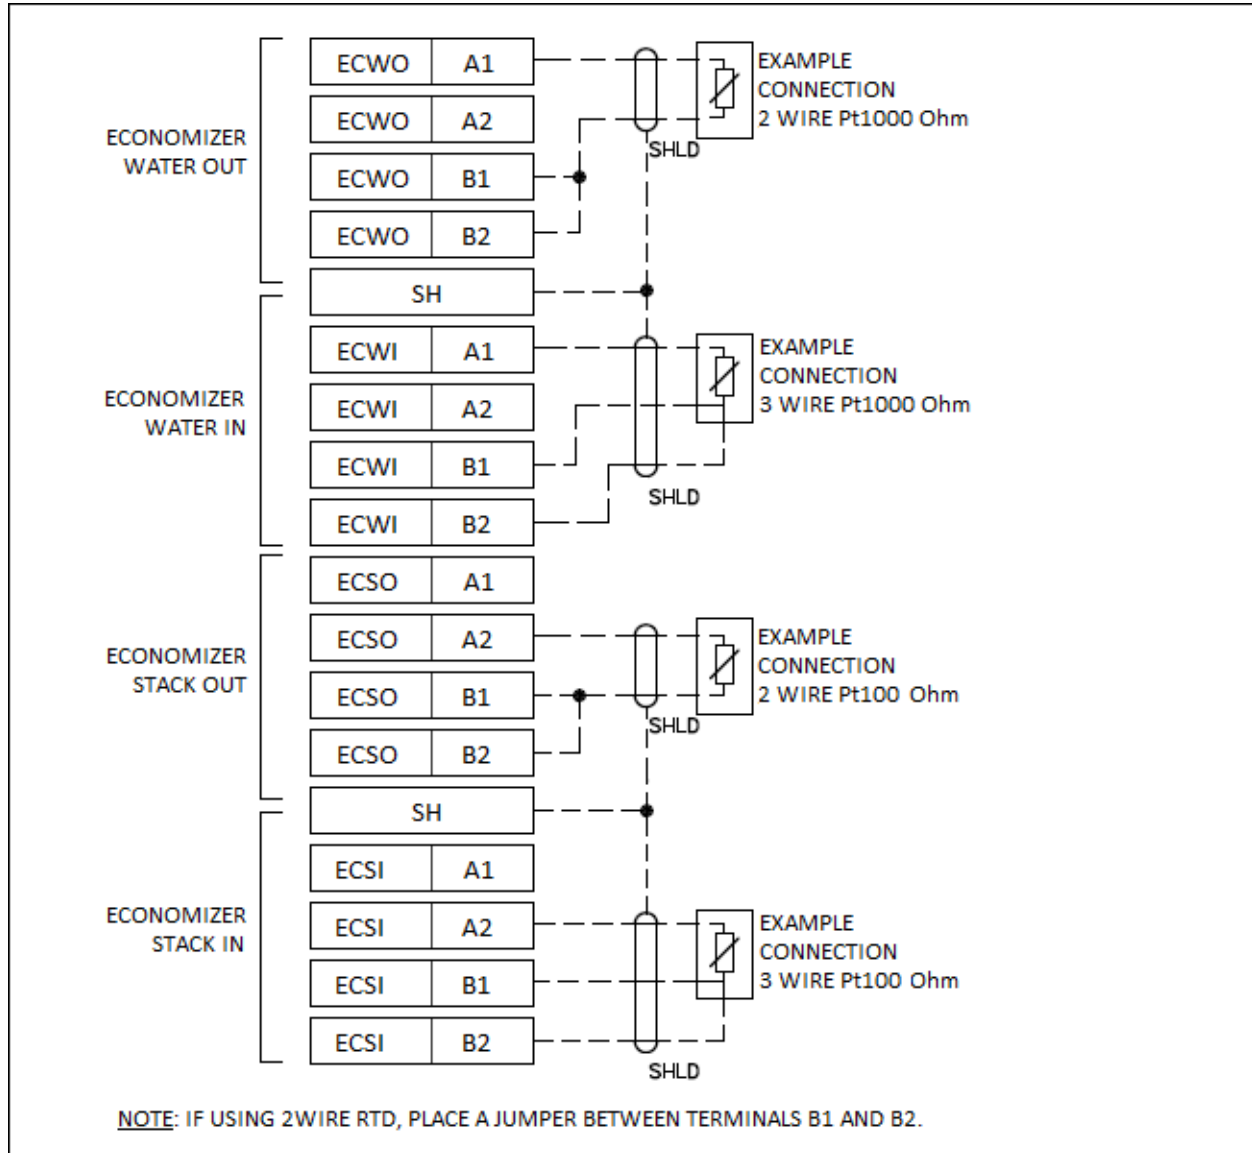 ECWO A1
ECWO A2
ECWO B1
ECWO B2
ECONOMIZER
WATER OUT
SHLD
EXAMPLE
CONNECTION
2 WIRE Pt1000 Ohm
SH
ECWI A1
ECWI A2
ECWI B1
ECWI B2
ECONOMIZER
WATER IN
SHLD
EXAMPLE
CONNECTION
3 WIRE Pt1000 Ohm
ECSO A1
ECSO A2
ECSO B1
ECSO B2
ECONOMIZER
STACK OUT
SHLD
EXAMPLE
CONNECTION
2 WIRE Pt100 Ohm
SH
ECSI A1
ECSI A2
ECSI B1
ECSI B2
ECONOMIZER
STACK IN
SHLD
EXAMPLE
CONNECTION
3 WIRE Pt100 Ohm
NOTE: IF USING 2WIRE RTD, PLACE A JUMPER BETWEEN TERMINALS B1 AND B2.